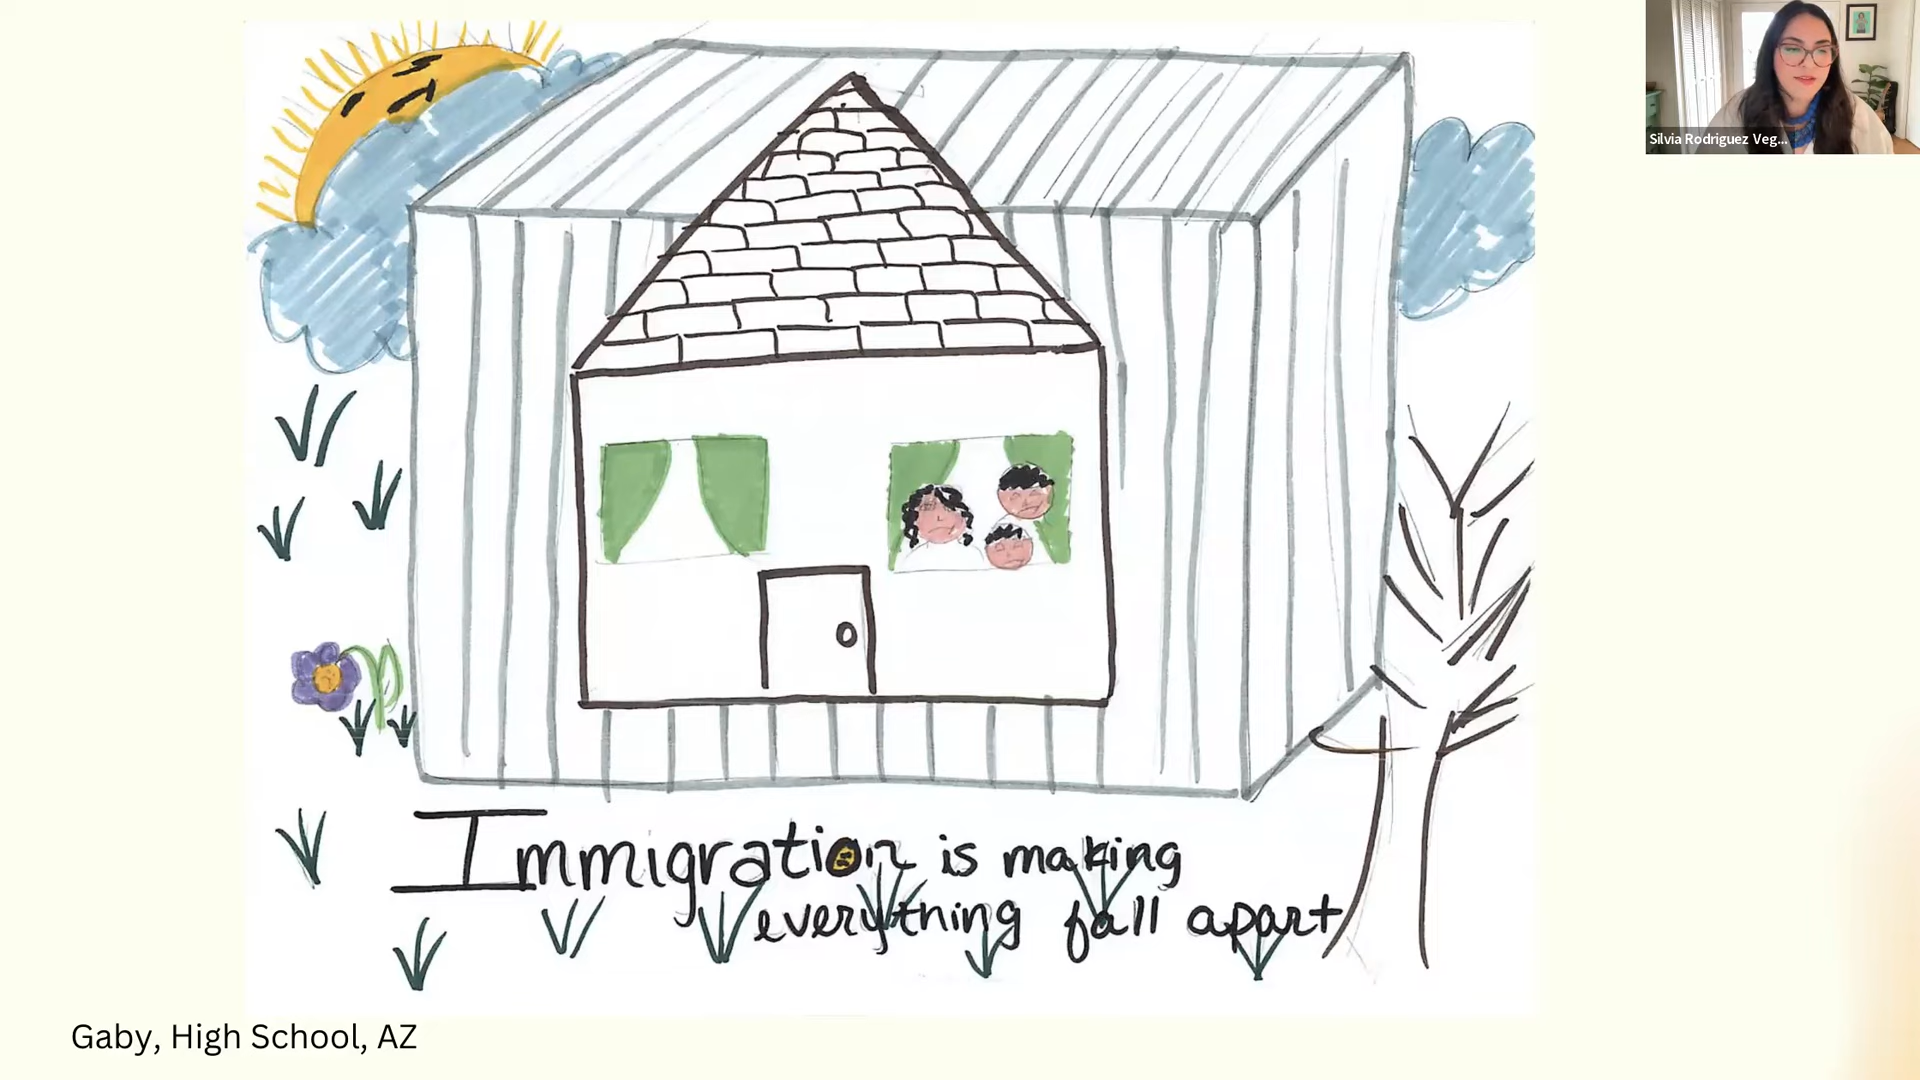 Silvia Rodriguez Veg...
Immigration is making
everything fall apart
Gaby, High School, AZ